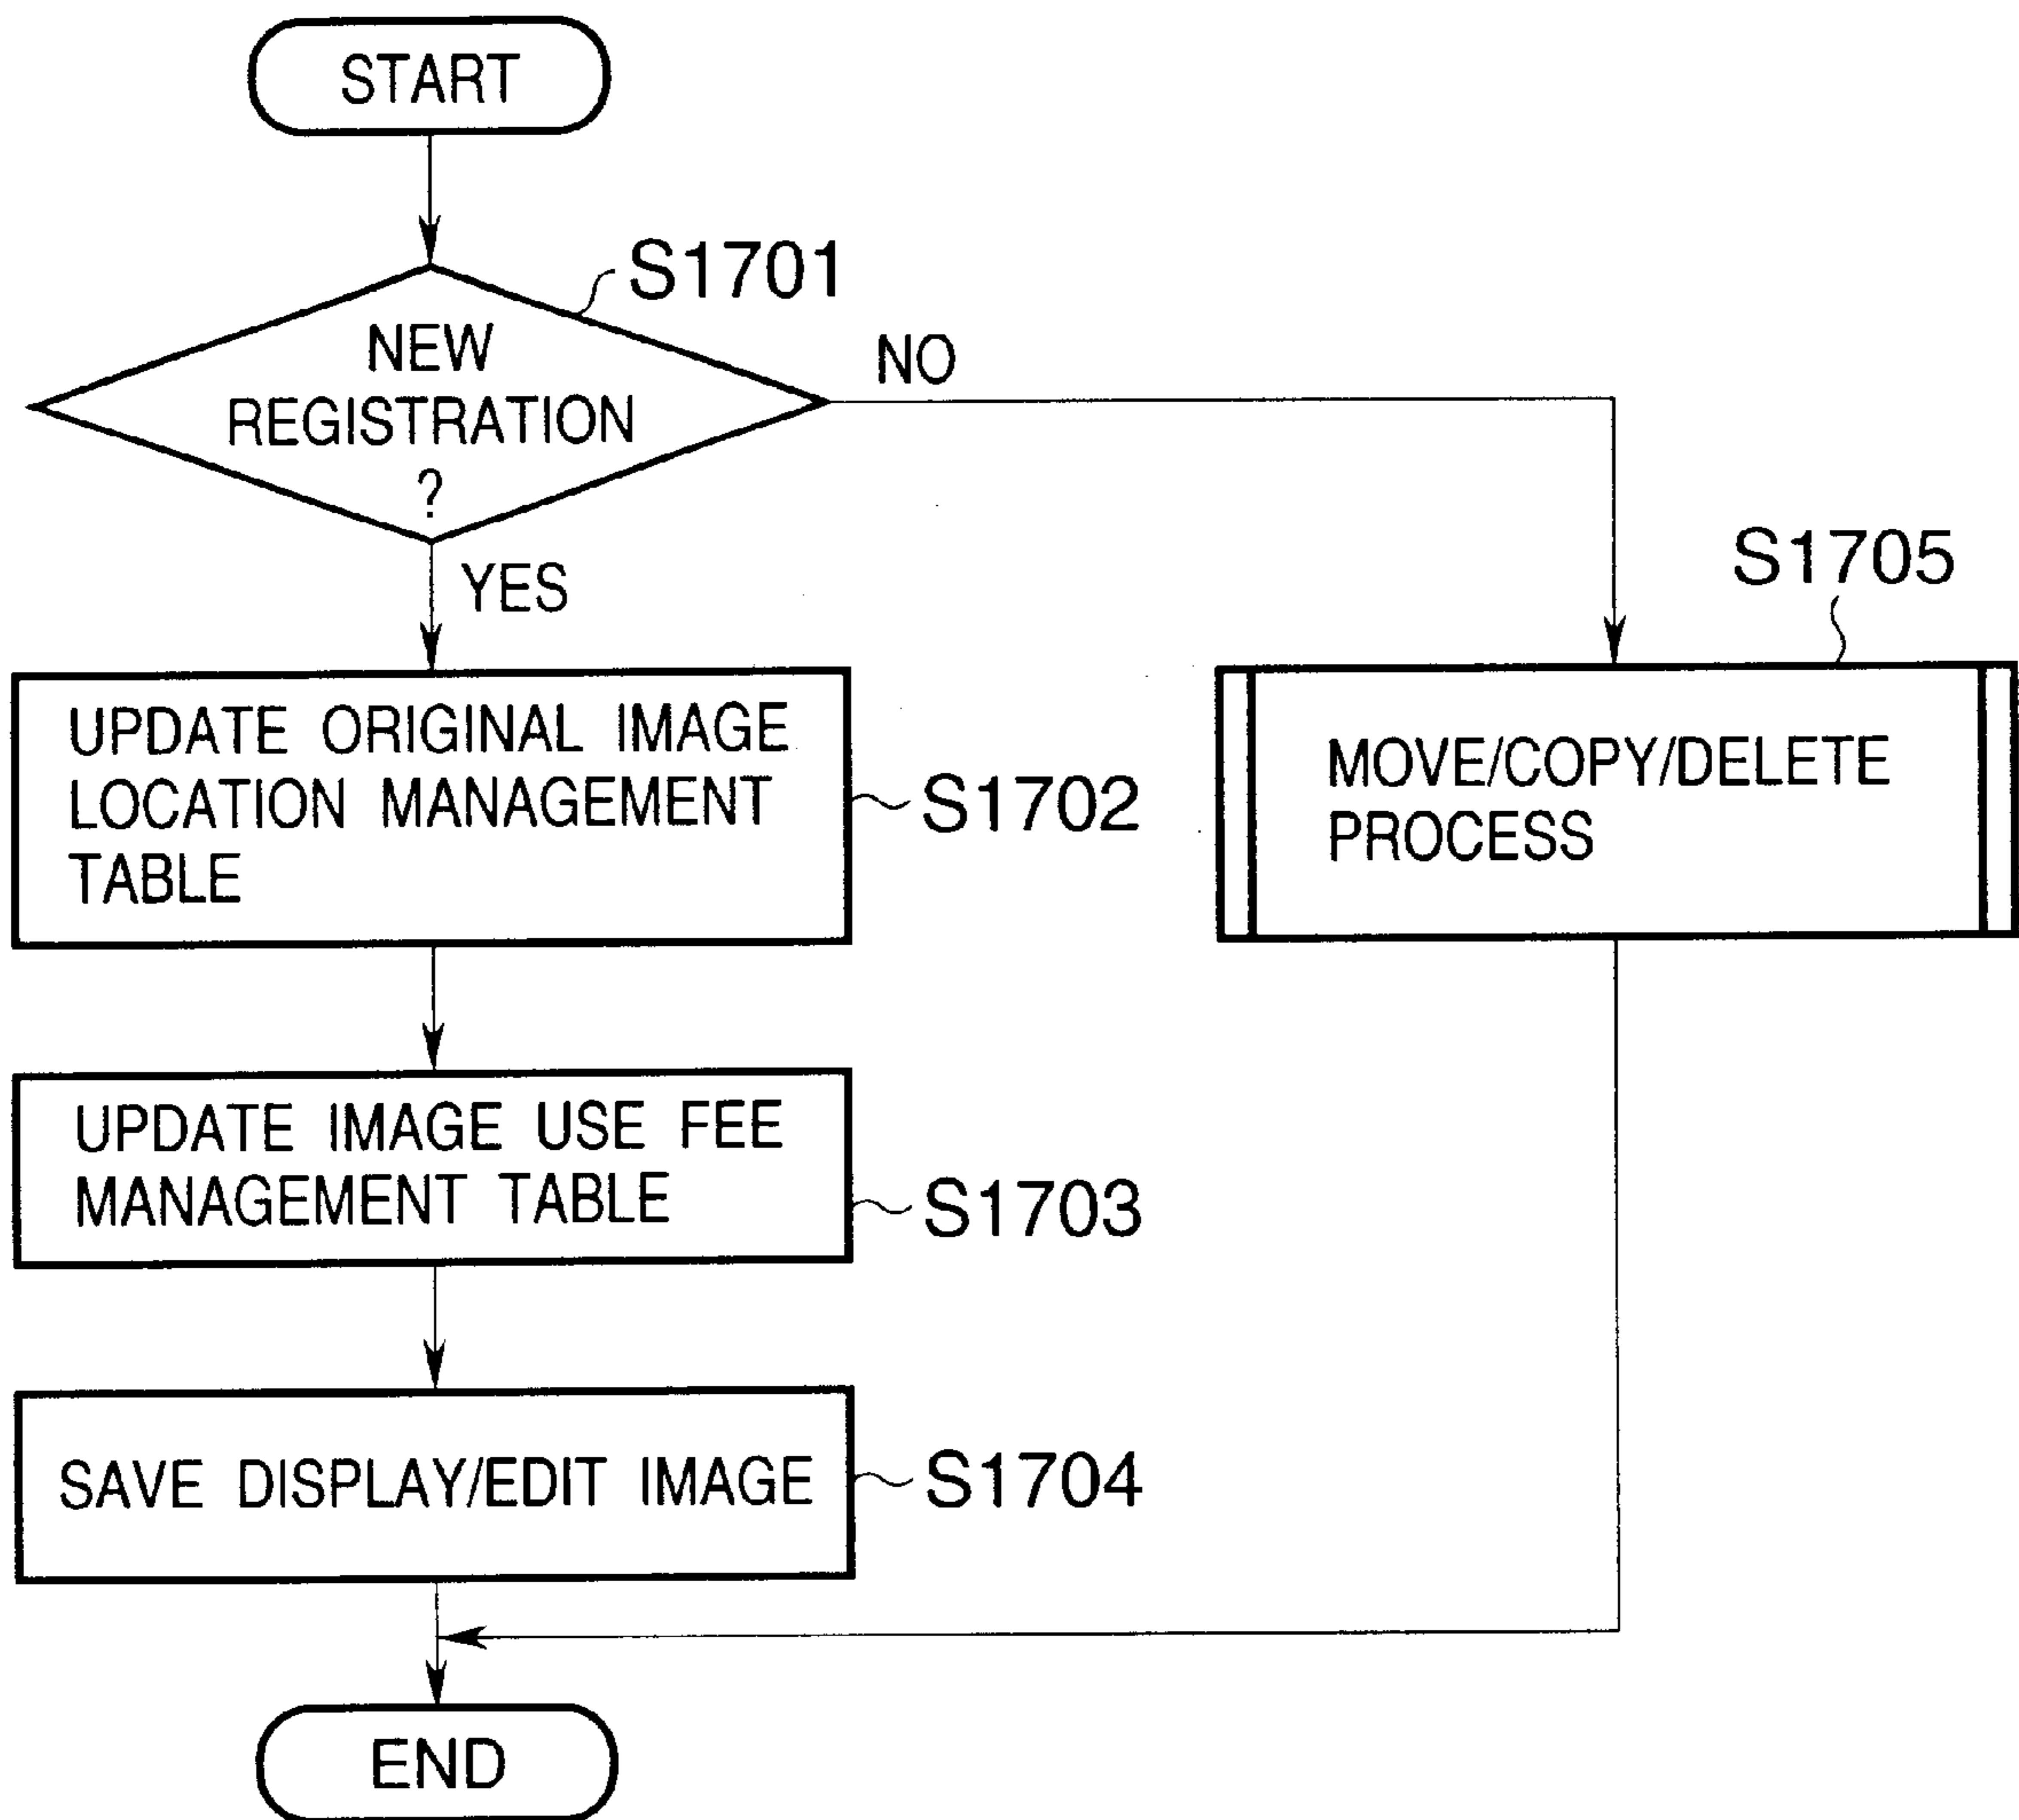 START
S1701
NEW
REGISTRATION
?
NO
YES
S1705
UPDATE ORIGINAL IMAGE
LOCATION MANAGEMENT
TABLE
S1702
MOVE/COPY/DELETE
PROCESS
UPDATE IMAGE USE FEE
MANAGEMENT TABLE
S1703
SAVE DISPLAY/EDIT IMAGE
S1704
END